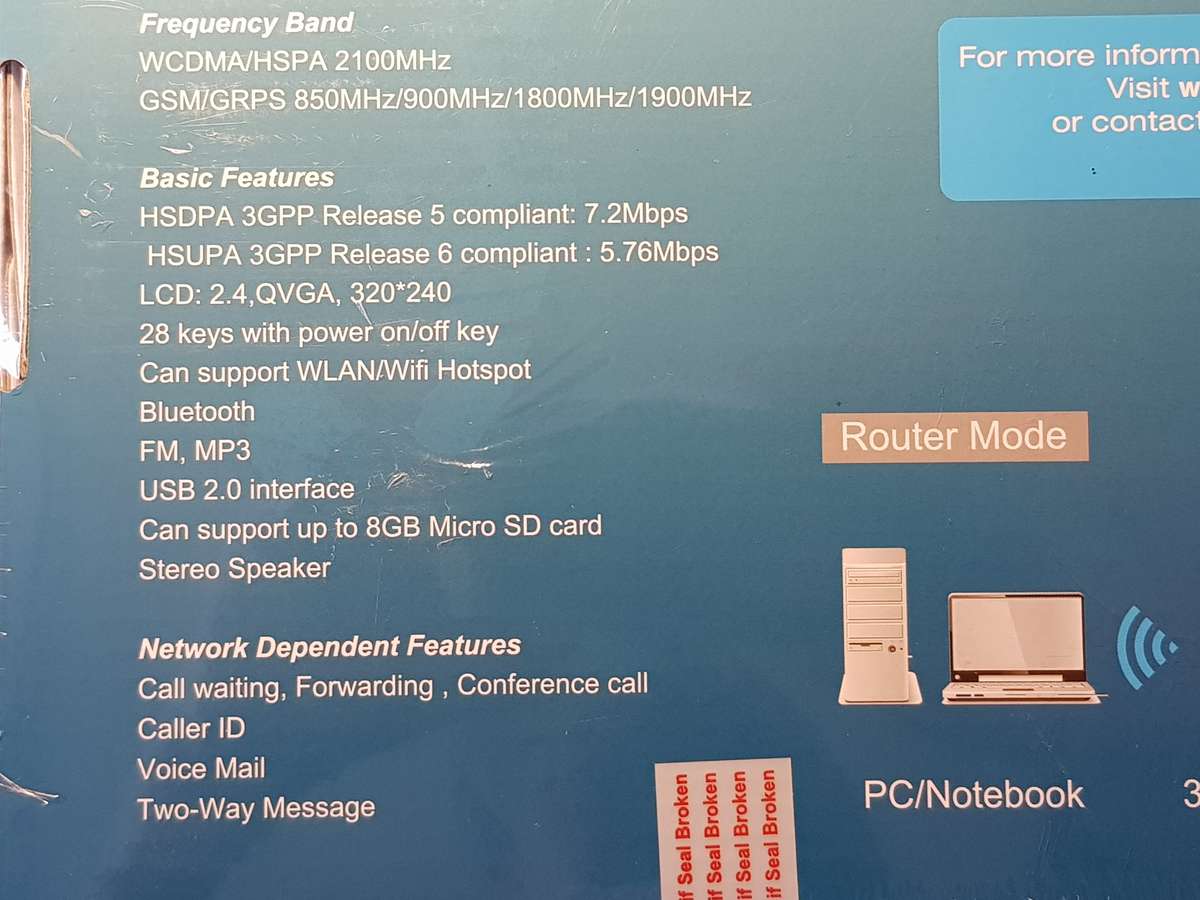 Frequency Band
WCDMA/HSPA 2100MHz
GSM/GRPS 850MHz/900MHz/1800MHz/1900MHz
Basic Features
HSDPA 3GPP Release 5 compliant: 7.2Mbps
HSUPA 3GPP Release 6 compliant : 5.76Mbps
LCD: 2.4,QVGA, 320*240
28 keys with power on/off key
Can support WLAN/Wifi Hotspot
Bluetooth
FM, MP3
USB 2.0 interface
Can support up to 8GB Micro SD card
Stereo Speaker
Network Dependent Features
Call waiting, Forwarding , Conference call
Caller ID
Voice Mail
Two-Way Message
For more inform
Visit w
or contact
Router Mode
PC/Notebook
3
if Seal Broken
if Seal Broken
if Seal Broken
if Seal Broken